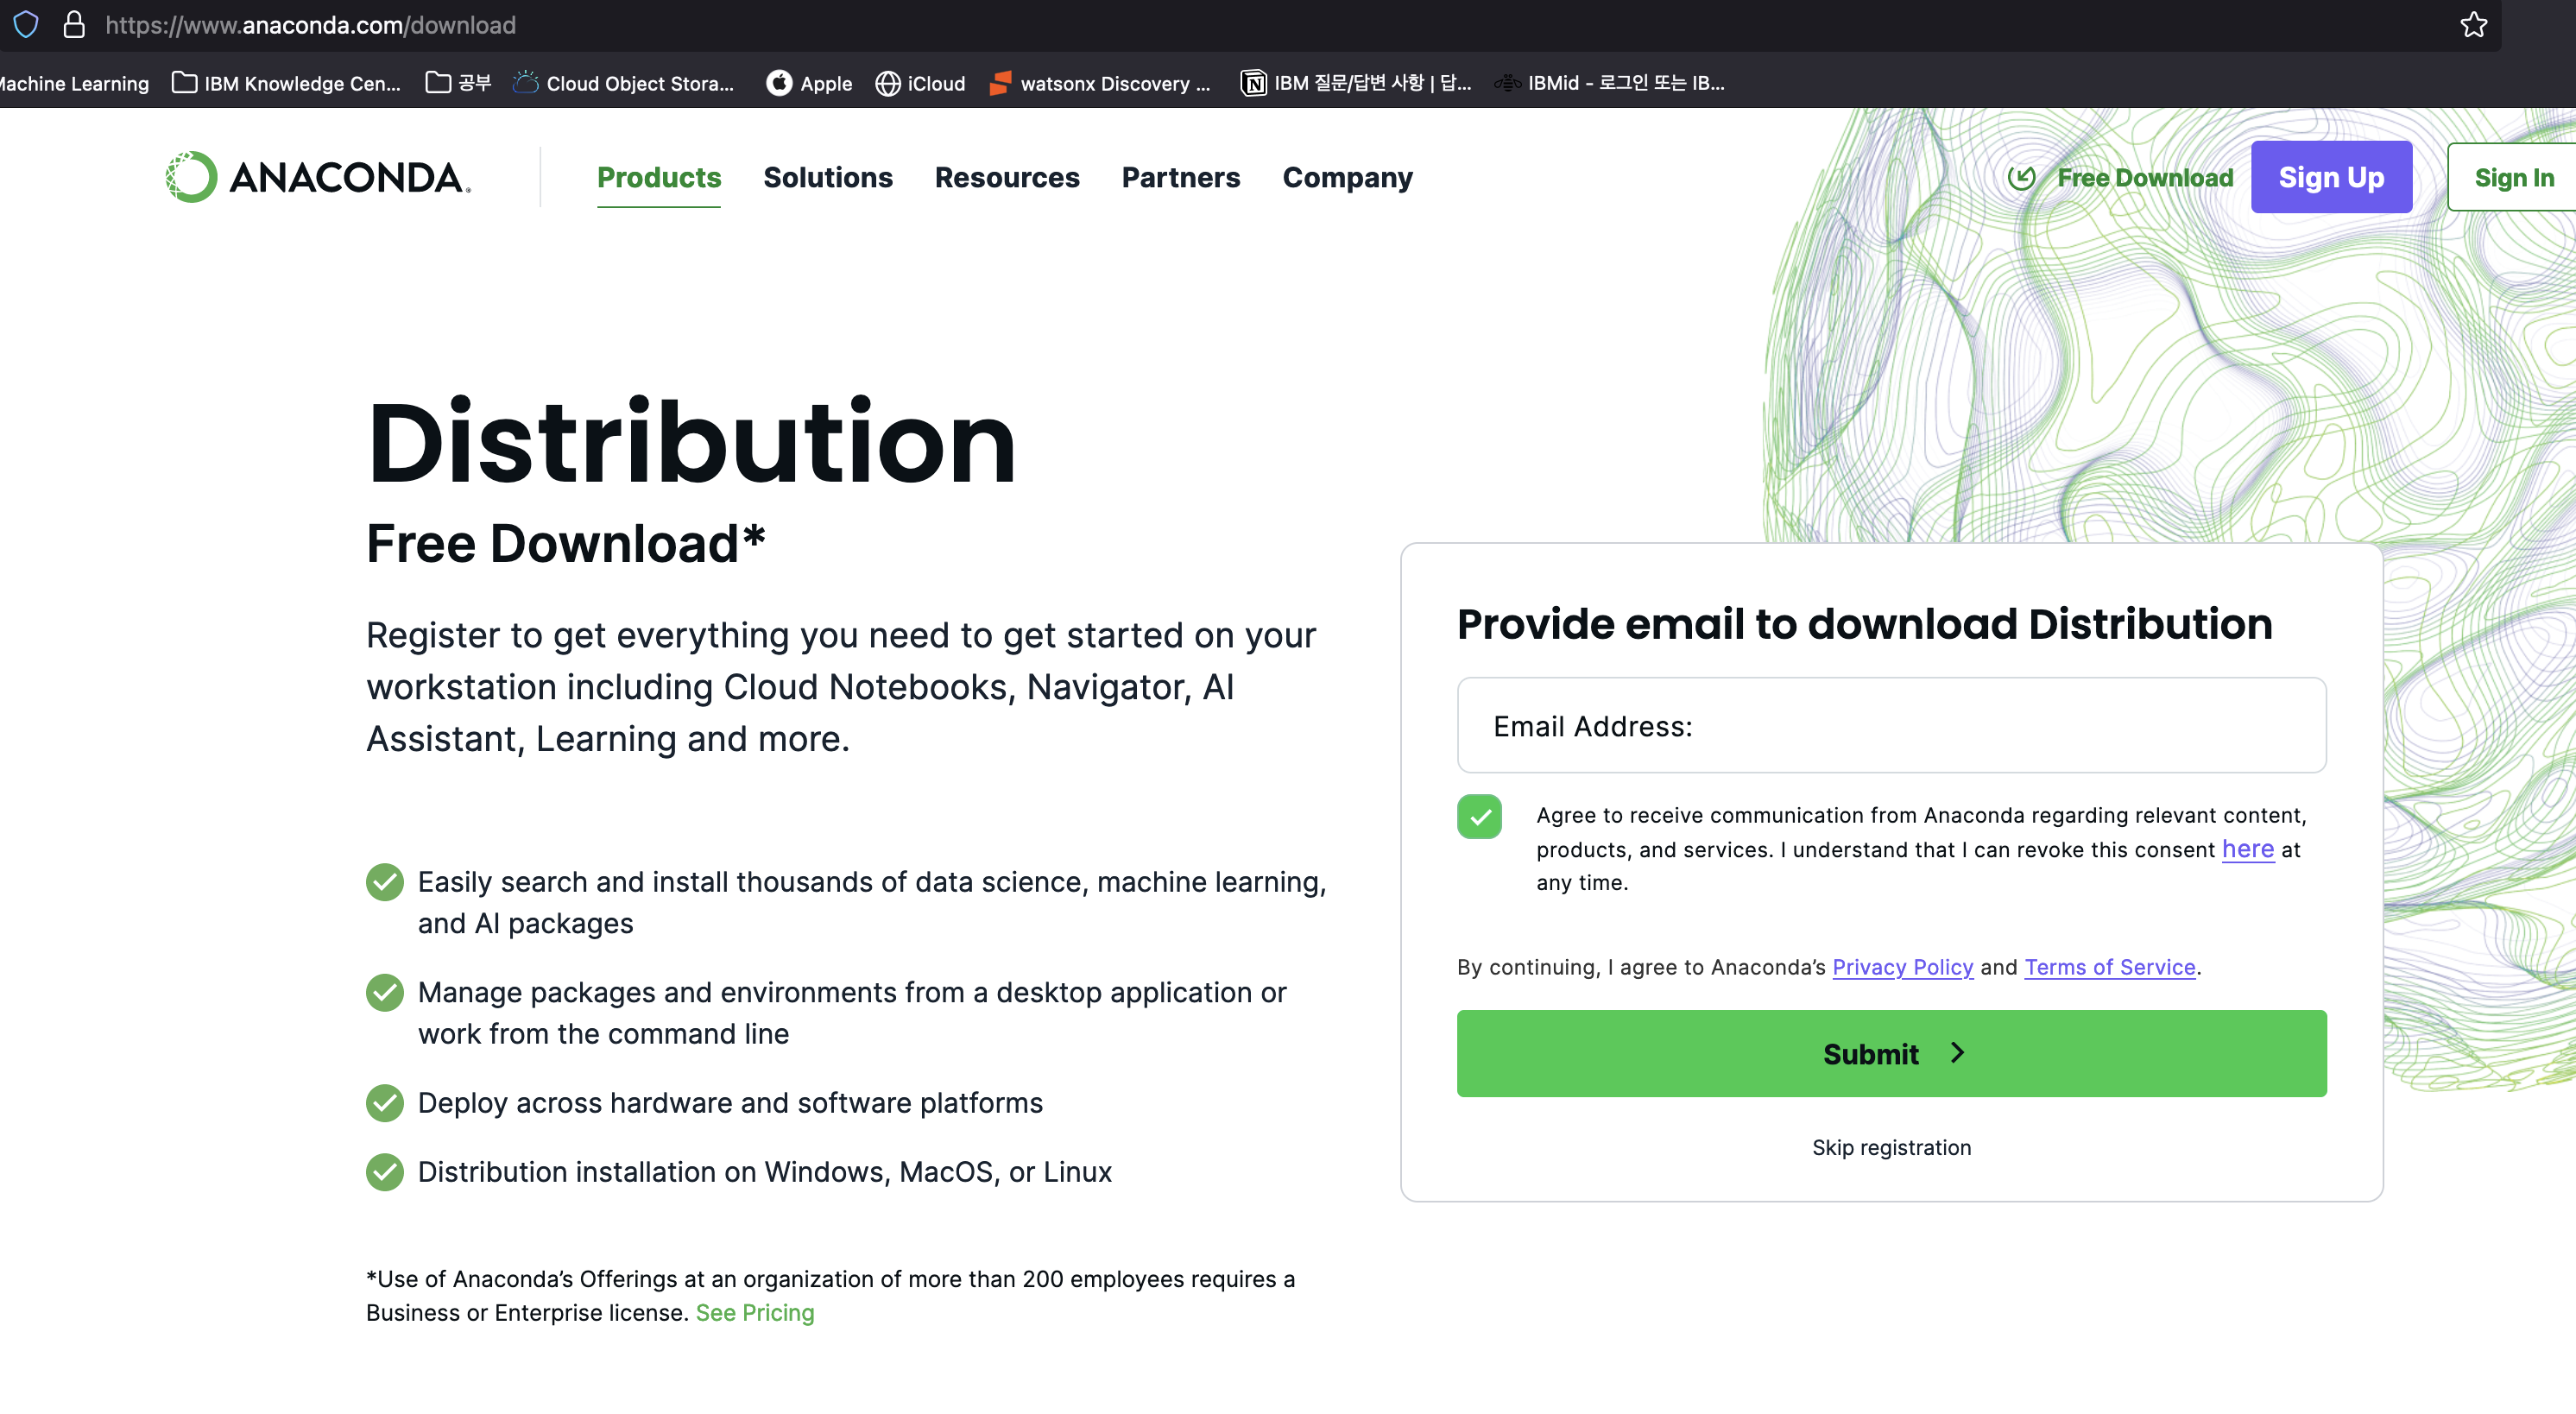 https://www.anaconda.com/download
Machine Learning
IBM Knowledge Cen...
공부
Cloud Object Stora...
Apple
iCloud
watsonx Discovery ...
IBM 질문/답변 사항 | 답...
IBMid - 로그인 또는 IB...
ANACONDA.
Products
Solutions
Resources
Partners
Company
Free Download
Sign Up
Sign In
Distribution
Free Download*
Register to get everything you need to get started on your
workstation including Cloud Notebooks, Navigator, AI
Assistant, Learning and more.
Easily search and install thousands of data science, machine learning,
and AI packages
Manage packages and environments from a desktop application or
work from the command line
Deploy across hardware and software platforms
Distribution installation on Windows, MacOS, or Linux
*Use of Anaconda’s Offerings at an organization of more than 200 employees requires a
Business or Enterprise license. See Pricing
Provide email to download Distribution
Email Address:
Agree to receive communication from Anaconda regarding relevant content,
products, and services. I understand that I can revoke this consent here at
any time.
By continuing, I agree to Anaconda’s Privacy Policy and Terms of Service.
Submit
Skip registration